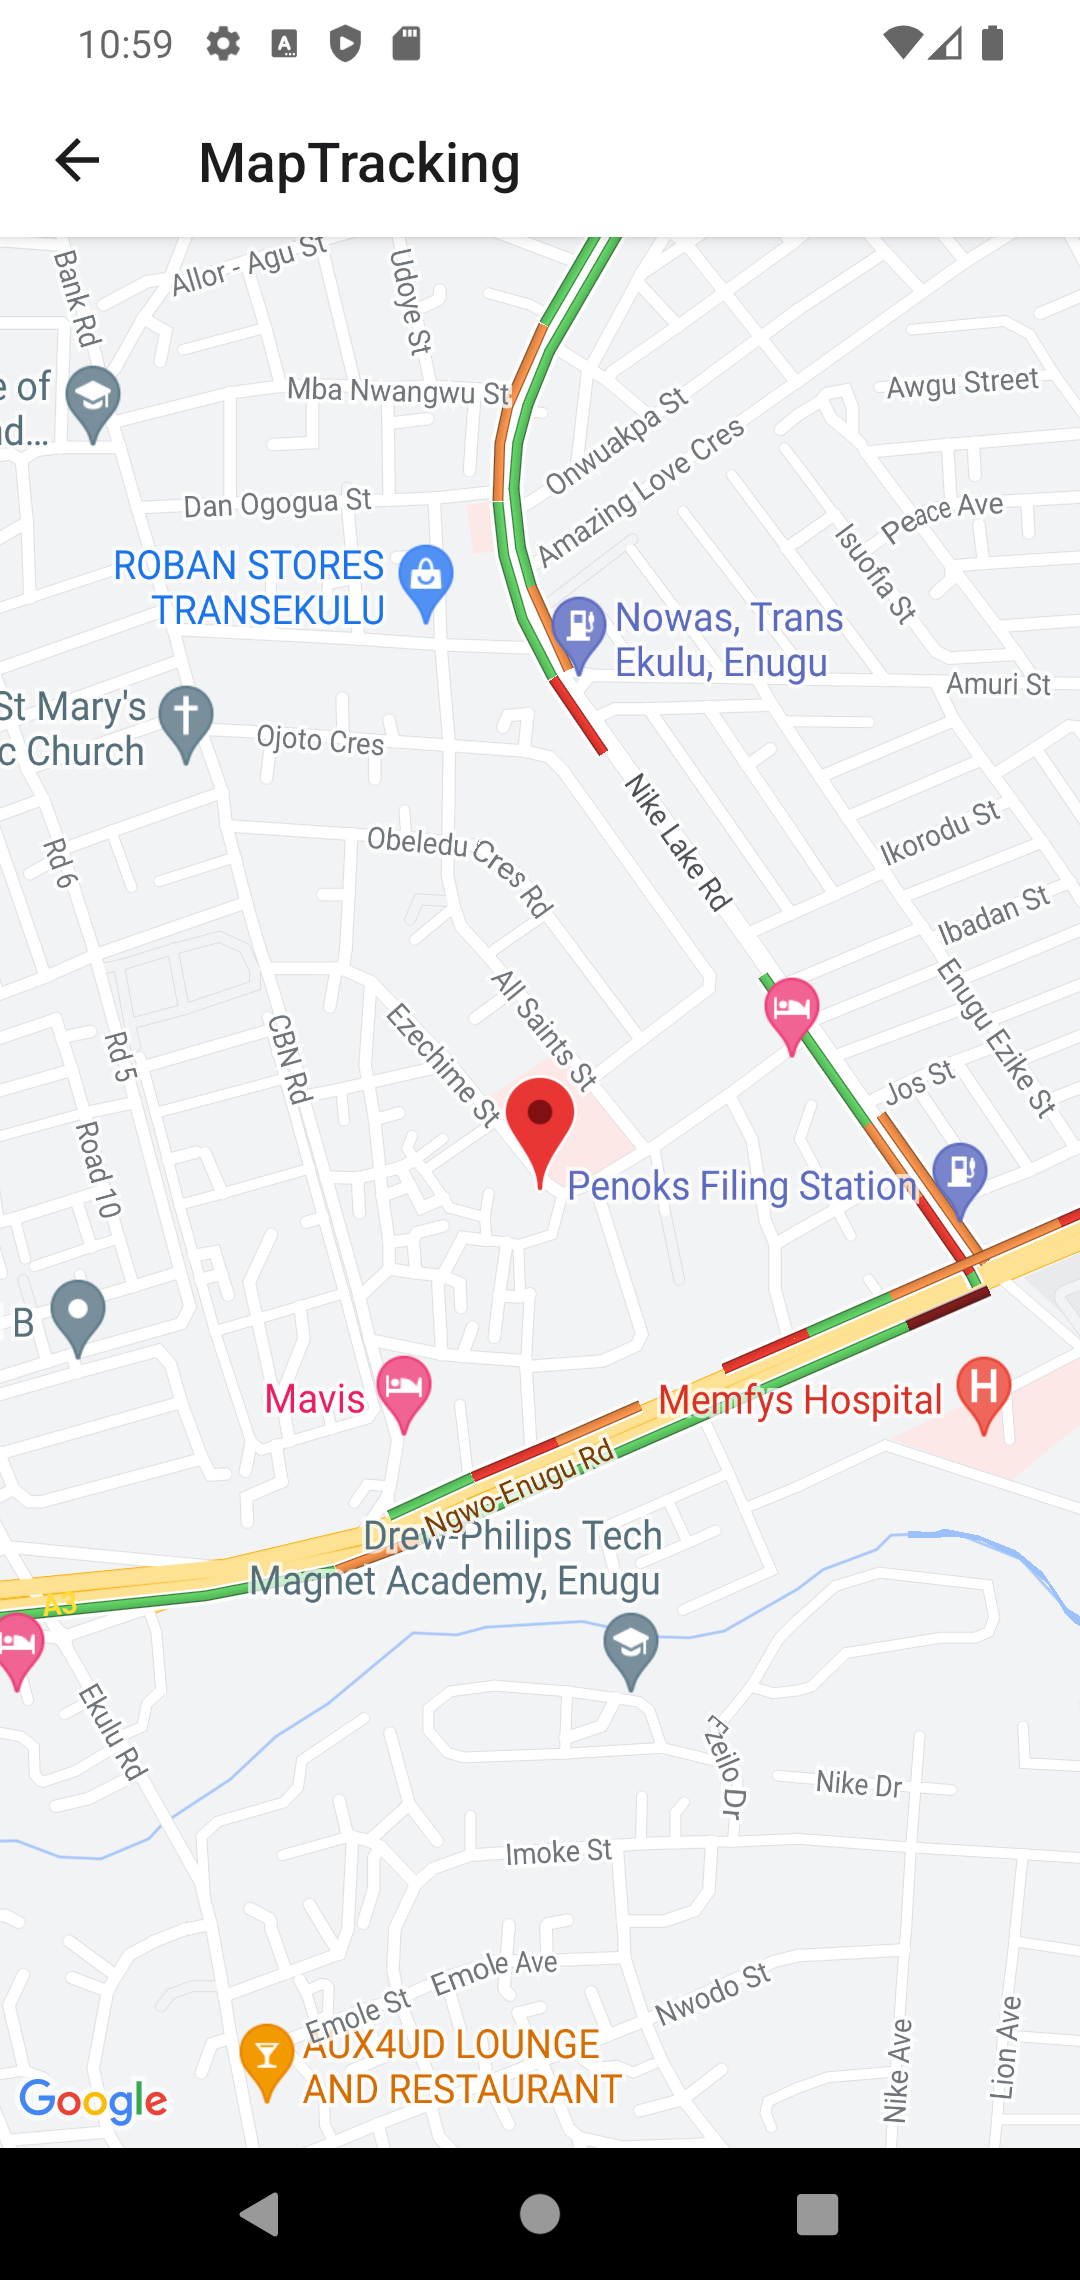 10:59
MapTracking
Bank Rd
Allor - Agu St
Udoye St
e of
nd...
Mba Nwangwu St
Awgu Street
Onwuakpa St
Amazing Love Cres
Dan Ogogua St
Peace Ave
Isuofia St
ROBAN STORES
TRANSEKULU
Nowas, Trans
Ekulu, Enugu
Amuri St
St Mary's
c Church
Ojoto Cres
Nike Lake Rd
Ikorodu St
Obeledu Cres Rd
Rd 6
Ibadan St
All Saints St
Enugu Ezike St
Ezechime St
CBN Rd
Rd 5
Jos St
Road 10
Penoks Filing Station
B
Mavis
Memfys Hospital
H
Ngwo-Enugu Rd
Drew-Philips Tech
Magnet Academy, Enugu
A3
Ekulu Rd
Ezeilo Dr
Nike Dr
Imoke St
Emole Ave
Nwodo St
Emole St
AUX4UD LOUNGE
AND RESTAURANT
Nike Ave
Lion Ave
Google